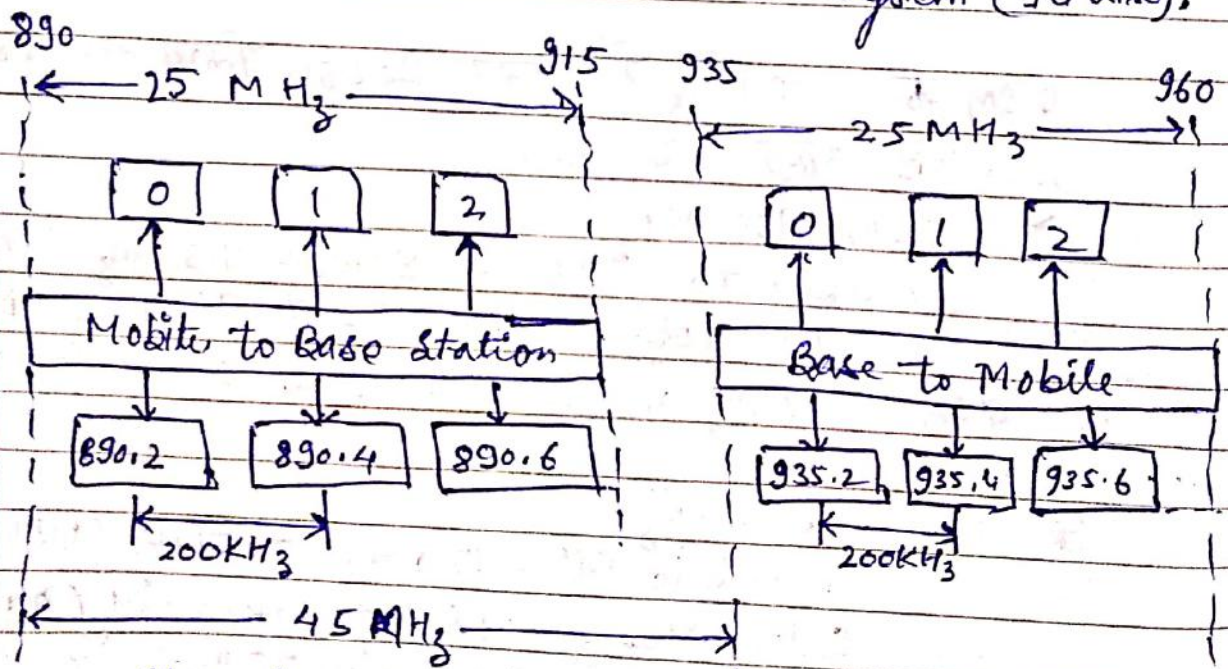 890 915 935 960
25 MHz 25 MHz
0 1 2 0 1 2
Mobile to Base Station Base to Mobile
890.2 890.4 890.6 935.2 935.4 935.6
200KHz 200KHz
45 MHz